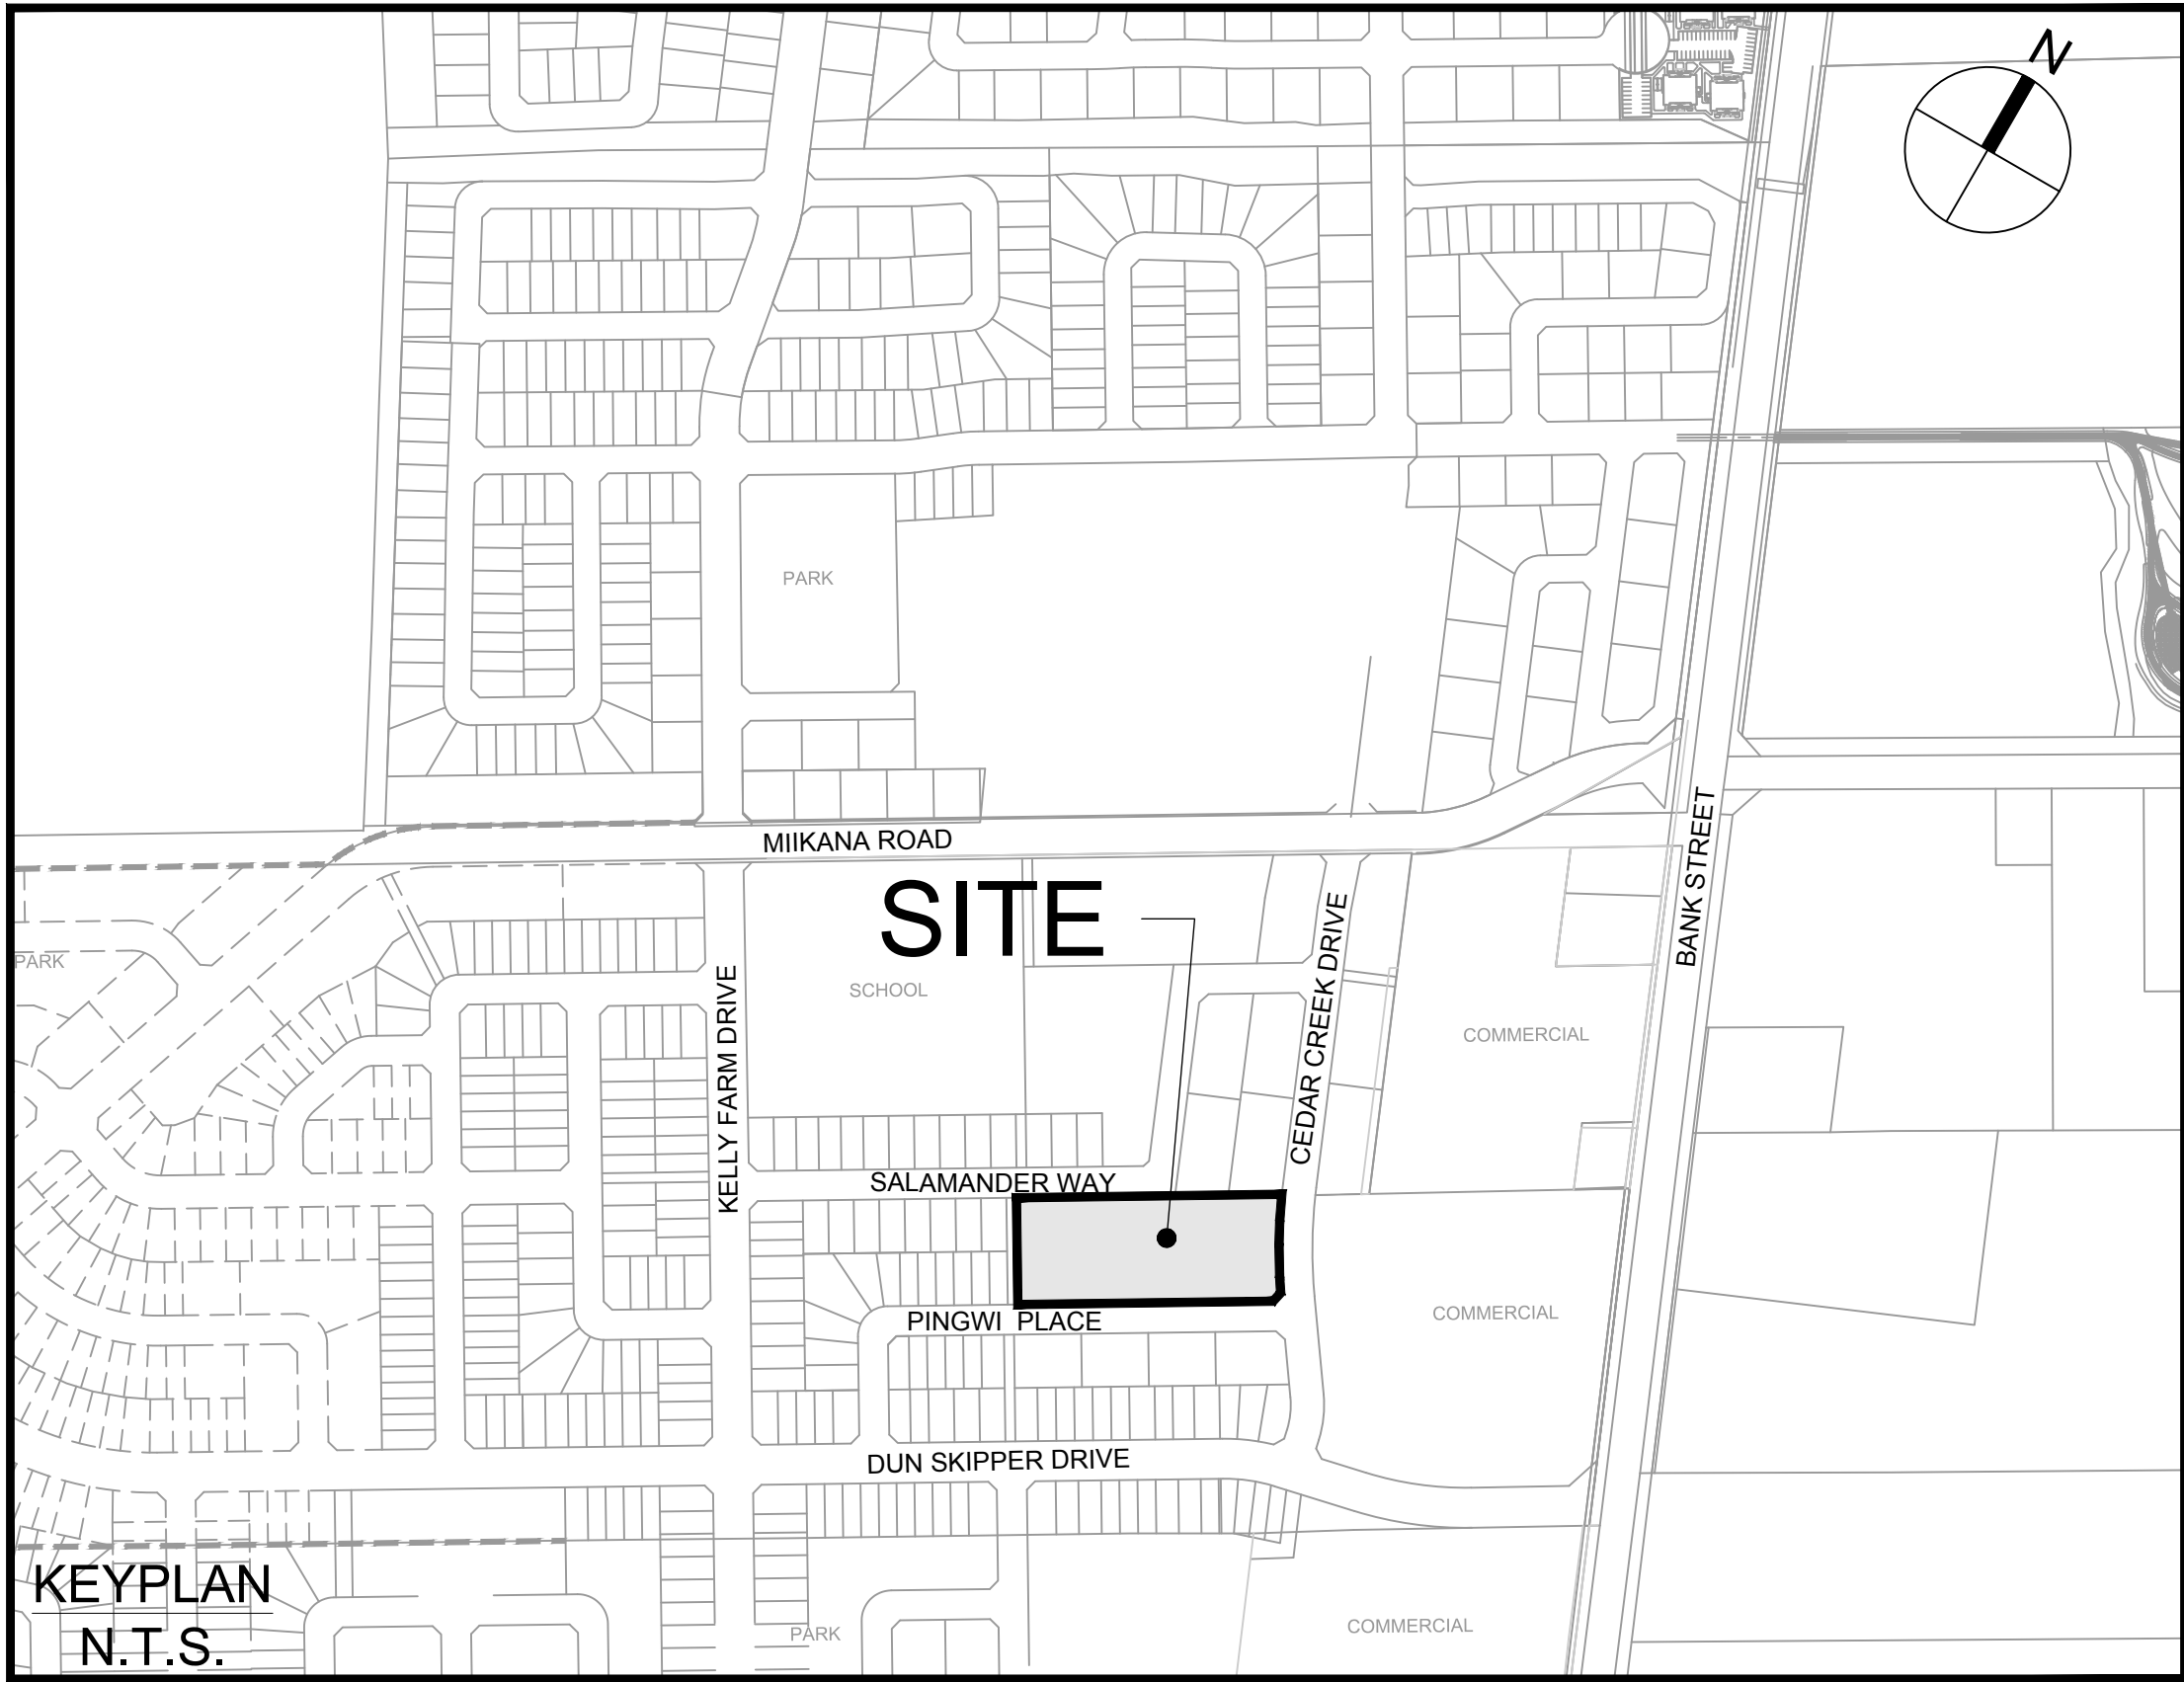 N
PARK
MIIKANA ROAD
BANK STREET
SITE
CEDAR CREEK DRIVE
PARK
KELLY FARM DRIVE
SCHOOL
COMMERCIAL
SALAMANDER WAY
PINGWI PLACE
COMMERCIAL
DUN SKIPPER DRIVE
KEYPLAN
N.T.S.
PARK
COMMERCIAL